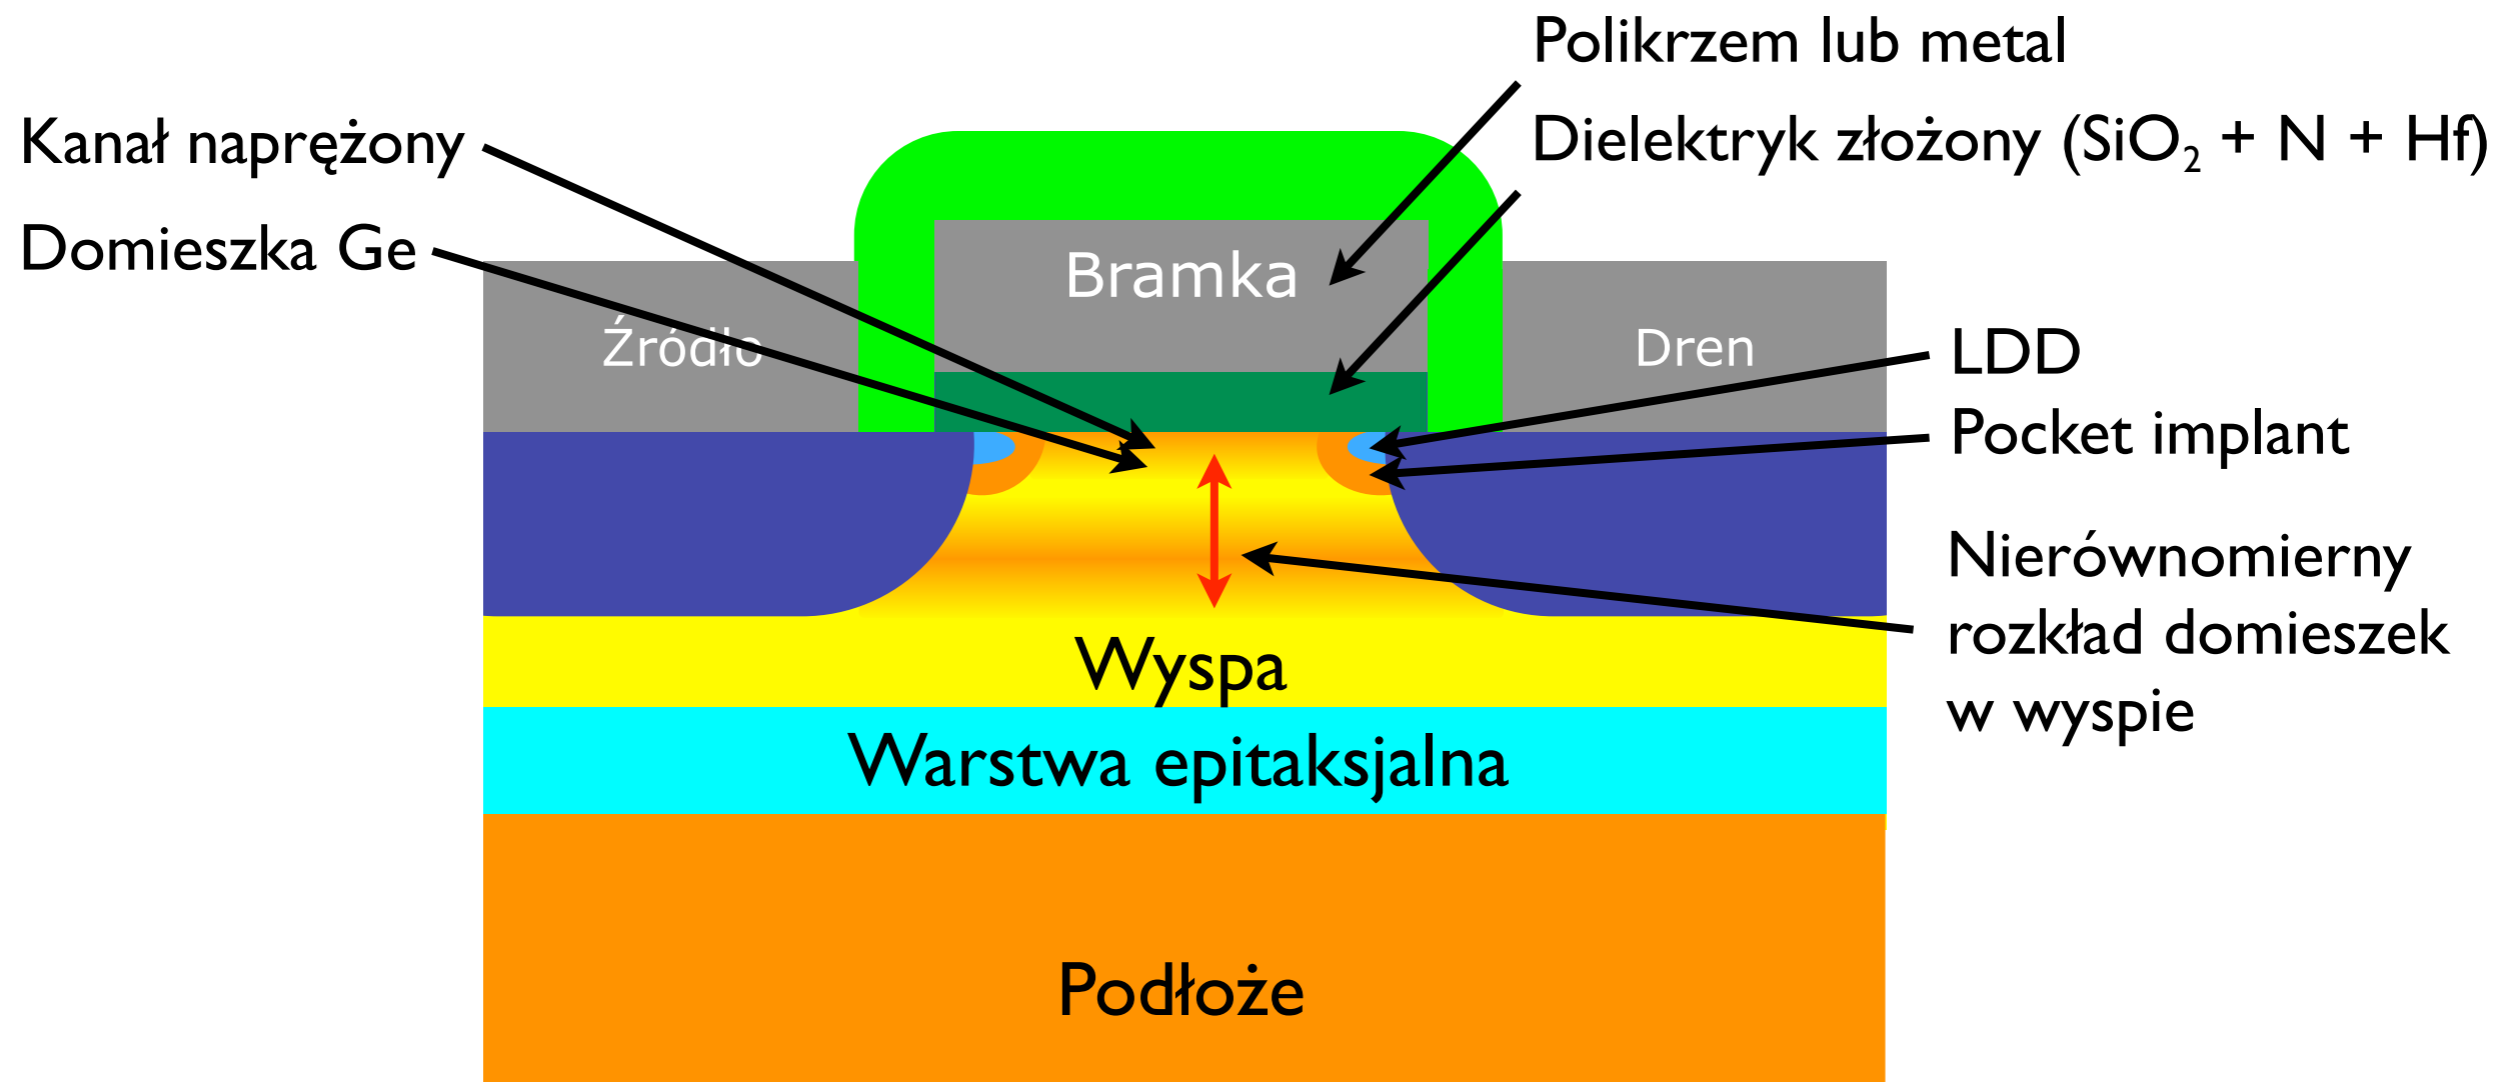 Polikrzem lub metal
Kanał naprężony
Dielektryk złożony (SiO₂ + N + Hf)
Domieszka Ge
Bramka
Źródło
Dren
LDD
Pocket implant
Nierównomierny
rozkład domieszek
w wyspie
Wyspa
Warstwa epitaksjalna
Podłoże